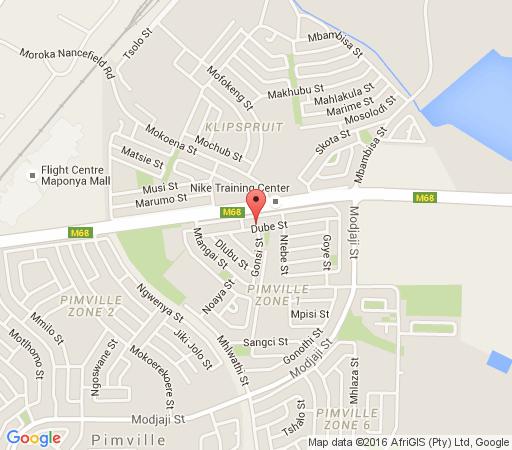 Moroka Nancefield Rd
Tsolo St
Mofokeng St
Mbambisa St
Makhubu St
Mahlakula St
Marime St
Mosolodi St
KLIPSPRUIT
Mokoena St
Mochub St
Skota St
Mbambisa St
Matsie St
Flight Centre
Maponya Mall
Musi St
Marumo St
Nike Training Center
M68
M68
M68
Modjaji St
Dube St
Mtangai St
Dlubu St
Gonsi St
Ntebe St
Goye St
Noaya St
PIMVILLE
ZONE 1
PIMVILLE
ZONE 2
Ngwenya St
Mpisi St
Mmilo St
Jiki Jolo St
Sangci St
Gonothi St
Modjaji St
Motlhomo St
Ngoswane St
Mokoerekoere St
Mhlwathi St
Mhlaza St
Modjaji St
Tshalo St
PIMVILLE
ZONE 6
Pimville
Google
Map data ©2016 AfriGIS (Pty) Ltd, Google